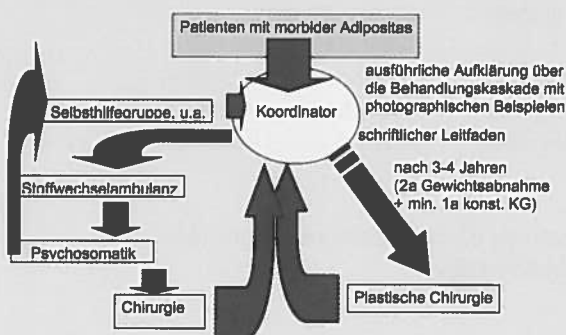 Patienten mit morbider Adipositas
ausführliche Aufklärung über
die Behandlungskaskade mit
photographischen Beispielen
Koordinator
Selbsthilfegruppe, u.a.
schriftlicher Leitfaden
nach 3-4 Jahren
(2a Gewichtsabnahme
+ min. 1a konst. KG)
Stoffwechselambulanz
Psychosomatik
Chirurgie
Plastische Chirurgie